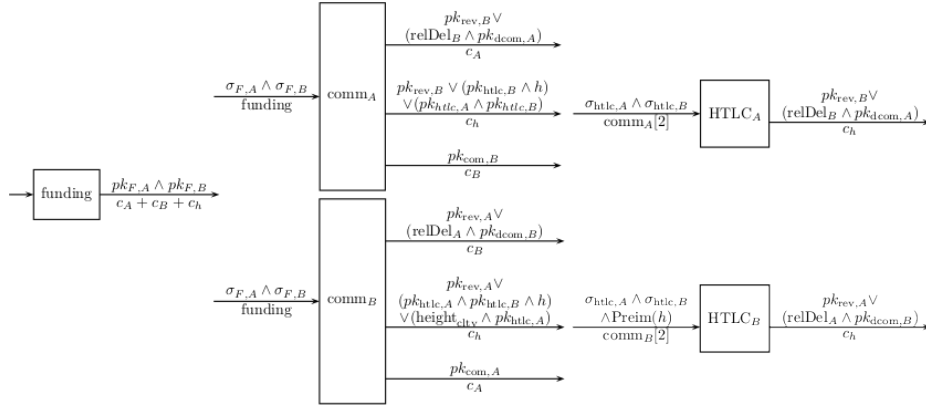 pk_{rev,B} ∨
(relDel_B ∧ pk_{dcom,A})
c_A
σ_{F,A} ∧ σ_{F,B}
funding
comm_A
pk_{rev,B} ∨ (pk_{htlc,B} ∧ h)
∨(pk_{htlc,A} ∧ pk_{htlc,B})
c_h
σ_{htlc,A} ∧ σ_{htlc,B}
comm_A[2]
HTLC_A
pk_{rev,B} ∨
(relDel_B ∧ pk_{dcom,A})
c_h
pk_{com,B}
c_B
funding
pk_{F,A} ∧ pk_{F,B}
c_A + c_B + c_h
pk_{rev,A} ∨
(relDel_A ∧ pk_{dcom,B})
c_B
σ_{F,A} ∧ σ_{F,B}
funding
comm_B
pk_{rev,A} ∨
(pk_{htlc,A} ∧ pk_{htlc,B} ∧ h)
∨(height_{cltv} ∧ pk_{htlc,A})
c_h
σ_{htlc,A} ∧ σ_{htlc,B}
∧Preim(h)
comm_B[2]
HTLC_B
pk_{rev,A} ∨
(relDel_A ∧ pk_{dcom,B})
c_h
pk_{com,A}
c_A